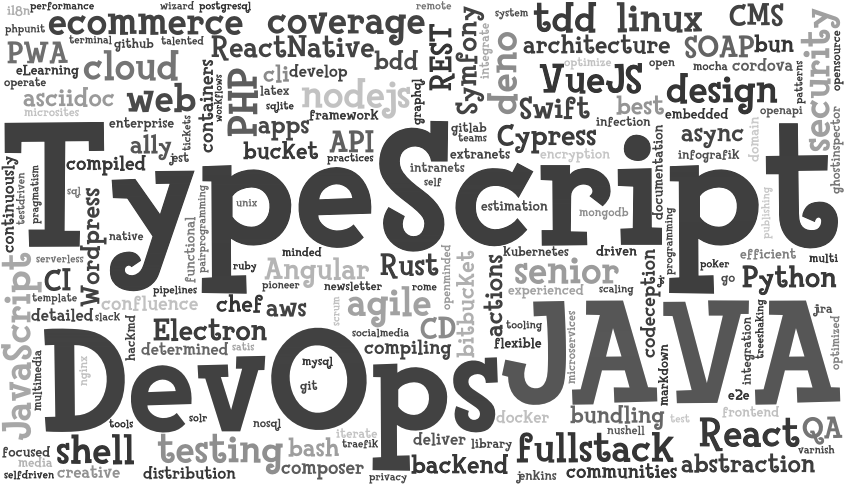 i18n
performance
wizard
postgresql
remote
phpunit
ecommerce
coverage
system
tdd
linux
CMS
terminal
github
talented
ReactNative
REST
Symfony
integrate
architecture
SOAP
bun
security
opensource
PWA
eLearning
operate
cloud
containers
workflows
PHP
cli
develop
bdd
deno
VueJS
optimize
open
mocha
cordova
patterns
asciidoc
microsites
web
latex
sqlite
nodejs
graphql
framework
Swift
best
design
embedded
openapi
enterprise
tickets
apps
API
gitlab
teams
Cypress
infection
async
domain
ghostinspector
ally
jest
bucket
practices
intranets
extranets
encryption
documentation
infografik
continuously
testdriven
pragmatism
compiled
sql
self
TypeScript
unix
estimation
mongodb
publishing
Wordpress
native
functional
pairprogramming
programming
serverless
minded
kubernetes
driven
efficient
multi
JavaScript
CI
template
pipelines
ruby
Angular
pioneer
newsletter
Rust
rome
openminded
bitbucket
actions
senior
experienced
scaling
codeception
js
poker
go
Python
confluence
chef
aws
scrum
agile
detailed
slack
hackmd
Electron
determined
satis
socialmedia
CD
compiling
tooling
flexible
microservices
JAVA
integration
treeshaking
jira
optimized
multimedia
nginx
DevOps
mysql
git
markdown
e2e
tools
solr
nosql
docker
bundling
test
frontend
nushell
focused
media
selfdriven
shell
creative
testing
distribution
bash
iterate
traefik
composer
deliver
library
privacy
backend
fullstack
jenkins
communities
React
QA
varnish
abstraction